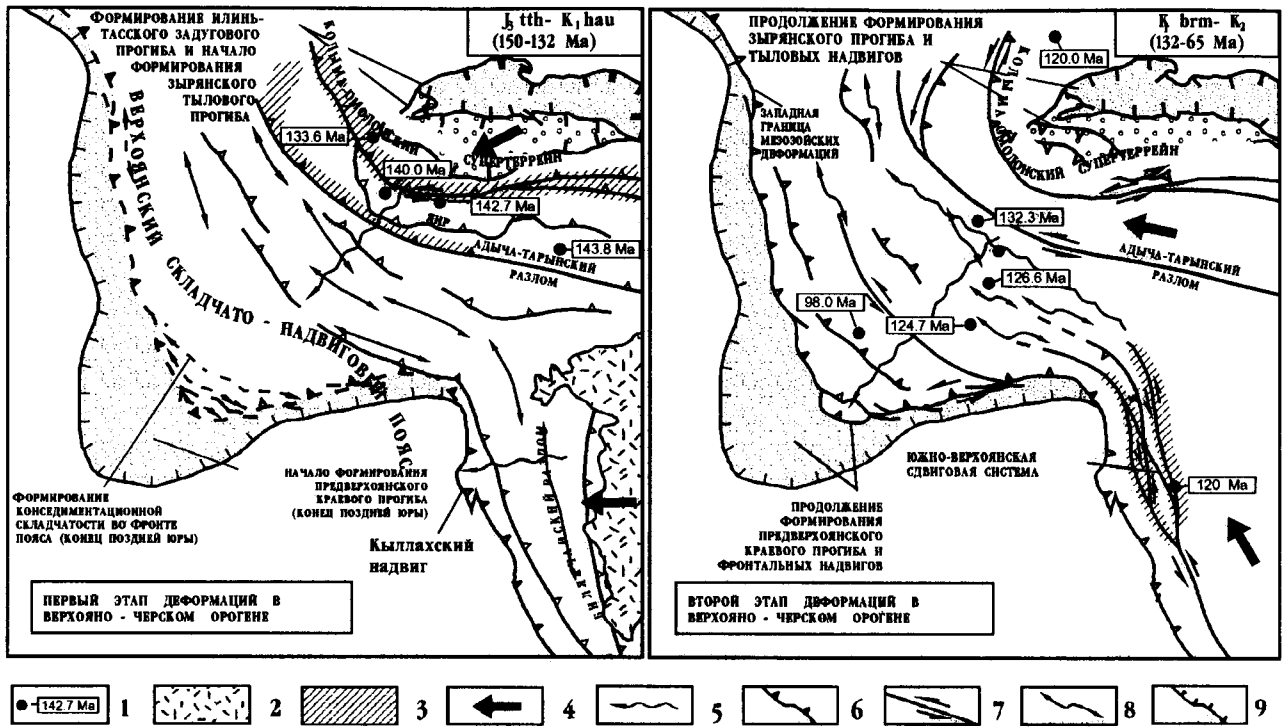 ФОРМИРОВАНИЕ ИЛИНЬ-
ТАССКОГО ЗАДУГОВОГО
ПРОГИБА И НАЧАЛО
ФОРМИРОВАНИЯ
ЗЫРЯНСКОГО
ТЫЛОВОГО
ПРОГИБА
J₃ tth- K₁ hau
(150-132 Ma)
СУПЕРТЕРРЕЙН
133.6 Ma
140.0 Ma
142.7 Ma
143.8 Ma
АДЫЧА-ТАРЫНСКИЙ
РАЗЛОМ
ВЕРХОЯНСКИЙ СКЛАДЧАТО - НАДВИГОВЫЙ ПОЯС
ФОРМИРОВАНИЕ
КОНСЕДИМЕНТАЦИОННОЙ
СКЛАДЧАТОСТИ ВО ФРОНТЕ
ПОЯСА (КОНЕЦ ПОЗДНЕЙ ЮРЫ)
НАЧАЛО ФОРМИРОВАНИЯ
ПРЕДВЕРХОЯНСКОГО
КРАЕВОГО ПРОГИБА
(КОНЕЦ ПОЗДНЕЙ ЮРЫ)
Кыллахский
надвиг
РАЗЛОМ
ПЕРВЫЙ ЭТАП ДЕФОРМАЦИЙ В
ВЕРХОЯНО - ЧЕРСКОМ ОРОГЕНЕ
ПРОДОЛЖЕНИЕ ФОРМИРОВАНИЯ
ЗЫРЯНСКОГО ПРОГИБА И
ТЫЛОВЫХ НАДВИГОВ
K₁ brm- K₂
(132-65 Ma)
120.0 Ma
ЗАПАДНАЯ
ГРАНИЦА
МЕЗОЗОЙСКИХ
ДЕФОРМАЦИЙ
СУПЕРТЕРРЕЙН
132.3 Ma
АДЫЧА-ТАРЫНСКИЙ
РАЗЛОМ
126.6 Ma
98.0 Ma
124.7 Ma
ЮЖНО-ВЕРХОЯНСКАЯ
СДВИГОВАЯ СИСТЕМА
120 Ma
ПРОДОЛЖЕНИЕ
ФОРМИРОВАНИЯ
ПРЕДВЕРХОЯНСКОГО
КРАЕВОГО ПРОГИБА И
ФРОНТАЛЬНЫХ НАДВИГОВ
ВТОРОЙ ЭТАП ДЕФОРМАЦИЙ В
ВЕРХОЯНО - ЧЕРСКОМ ОРОГЕНЕ
142.7 Ma 1 2 3 4 5 6 7 8 9